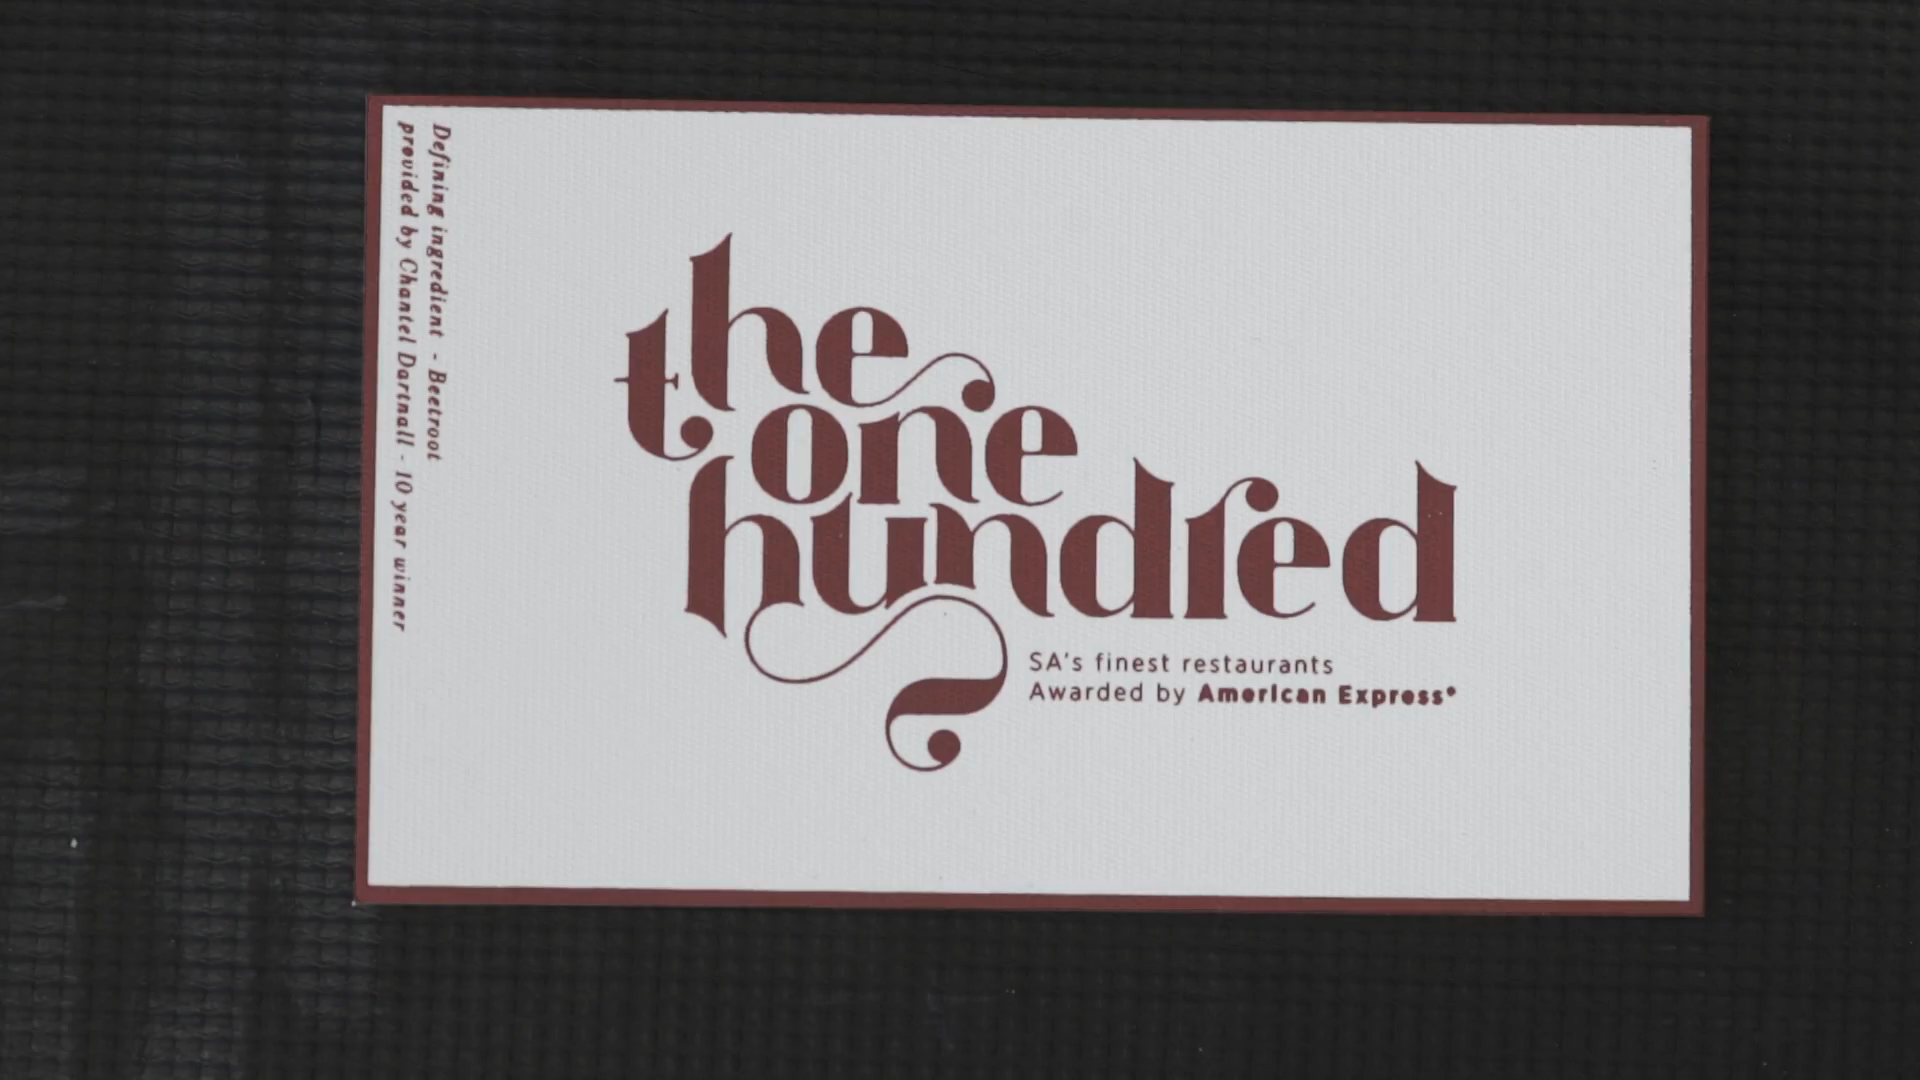 Defining ingredient - Beetroot
provided by Chantel Dartnall - 10 year winner
the
one
hundred
SA's finest restaurants
Awarded by American Express®